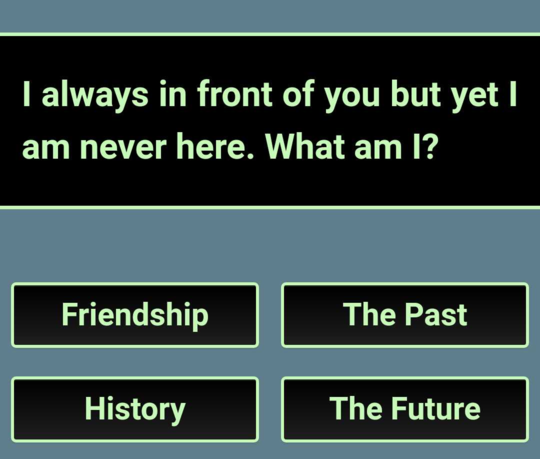 I always in front of you but yet I
am never here. What am I?
Friendship
The Past
History
The Future